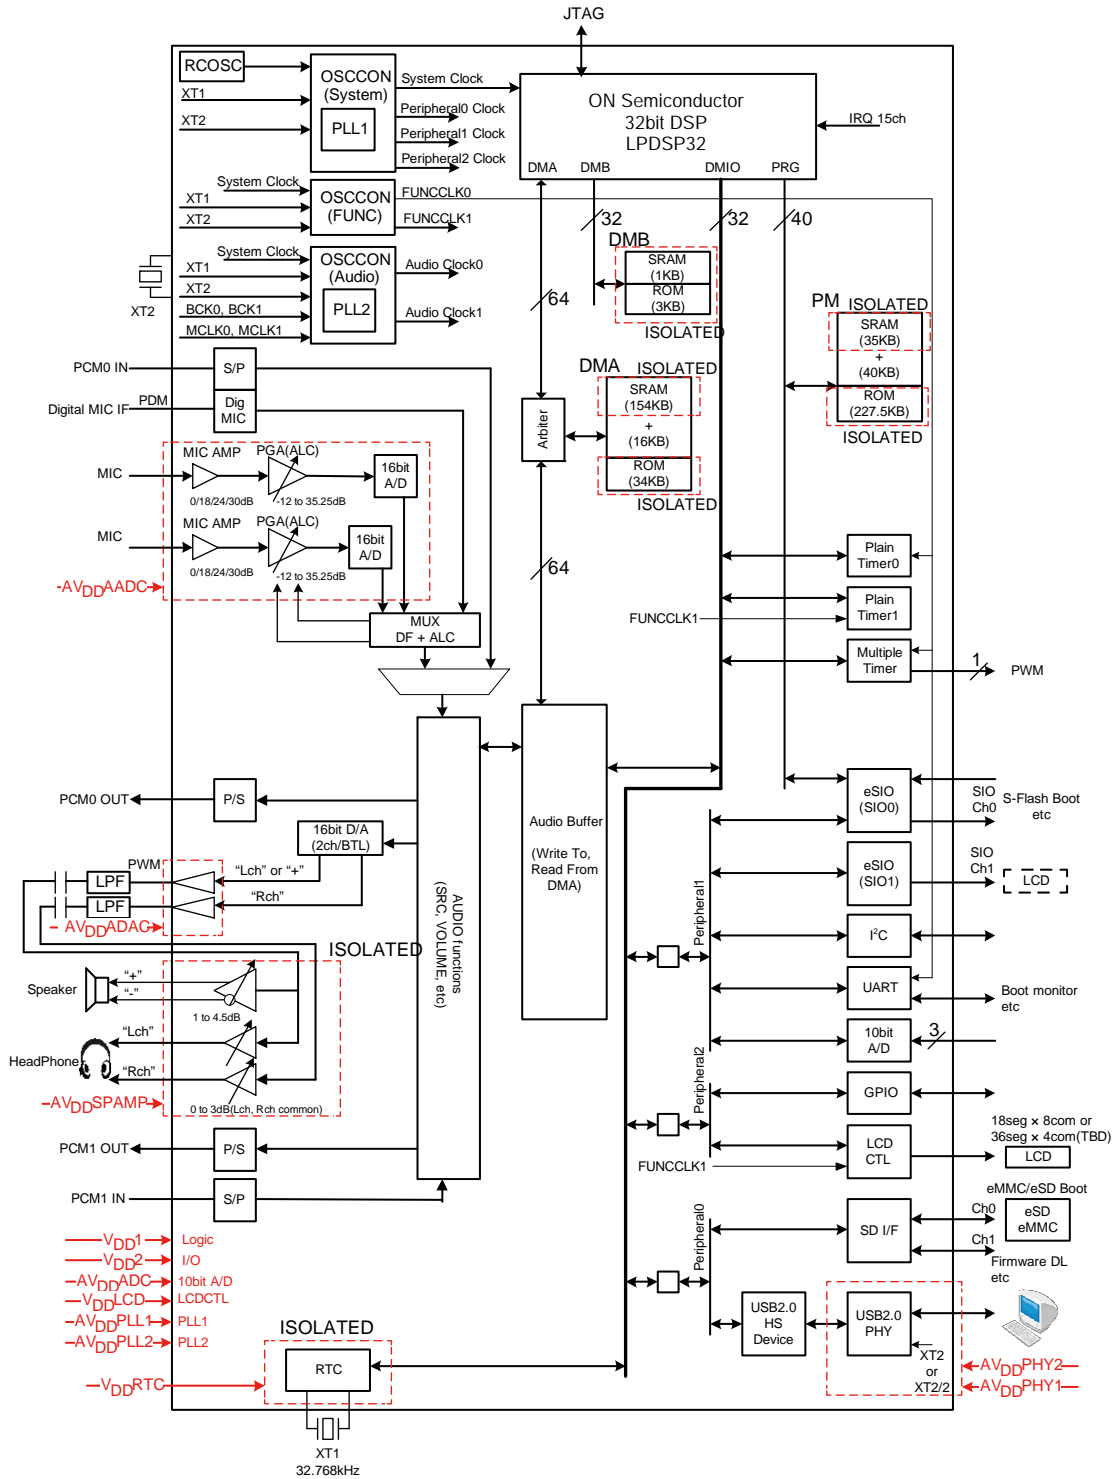 JTAG
RCOSC
OSCCON
(System)
PLL1
XT1
XT2
System Clock
Peripheral0 Clock
Peripheral1 Clock
Peripheral2 Clock
ON Semiconductor
32bit DSP
LPDSP32
DMA
DMB
DMIO
PRG
IRQ 15ch
System Clock
XT1
XT2
OSCCON
(FUNC)
FUNCCLK0
FUNCCLK1
32
32
40
System Clock
XT1
XT2
BCK0, BCK1
MCLK0, MCLK1
OSCCON
(Audio)
PLL2
Audio Clock0
Audio Clock1
XT2
64
DMB
SRAM
(1KB)
ROM
(3KB)
ISOLATED
PM
ISOLATED
SRAM
(35KB)
+
(40KB)
ROM
(227.5KB)
ISOLATED
PCM0 IN
S/P
Digital MIC IF
PDM
Dig
MIC
DMA
ISOLATED
SRAM
(154KB)
+
(16KB)
ROM
(34KB)
ISOLATED
Arbiter
MIC
MIC AMP
0/18/24/30dB
PGA(ALC)
-12 to 35.25dB
16bit
A/D
MIC
MIC AMP
0/18/24/30dB
PGA(ALC)
-12 to 35.25dB
16bit
A/D
AVDDAADC
64
MUX
DF + ALC
Plain
Timer0
Plain
Timer1
FUNCCLK1
Multiple
Timer
1
PWM
PCM0 OUT
P/S
16bit D/A
(2ch/BTL)
PWM
LPF
LPF
“Lch” or “+”
“Rch”
AVDDADAC
AUDIO functions
(SRC, VOLUME, etc)
Audio Buffer
(Write To,
Read From
DMA)
eSIO
(SIO0)
SIO
Ch0
S-Flash Boot
etc
eSIO
(SIO1)
SIO
Ch1
LCD
Peripheral1
I2C
UART
Boot monitor
etc
10bit
A/D
3
ISOLATED
Speaker
“+”
“-”
1 to 4.5dB
HeadPhone
“Lch”
“Rch”
0 to 3dB(Lch, Rch common)
AVDDSPAMP
Peripheral2
GPIO
LCD
CTL
FUNCCLK1
18seg × 8com or
36seg × 4com(TBD)
LCD
PCM1 OUT
P/S
PCM1 IN
S/P
Peripheral0
SD I/F
Ch0
Ch1
eMMC/eSD Boot
eSD
eMMC
Firmware DL
etc
VDD1
Logic
VDD2
I/O
AVDDADC
10bit A/D
VDDLCD
LCDCTL
AVDDPLL1
PLL1
AVDDPLL2
PLL2
USB2.0
HS
Device
USB2.0
PHY
XT2
or
XT2/2
AVDDPHY2
AVDDPHY1
ISOLATED
RTC
VDDRTC
XT1
32.768kHz